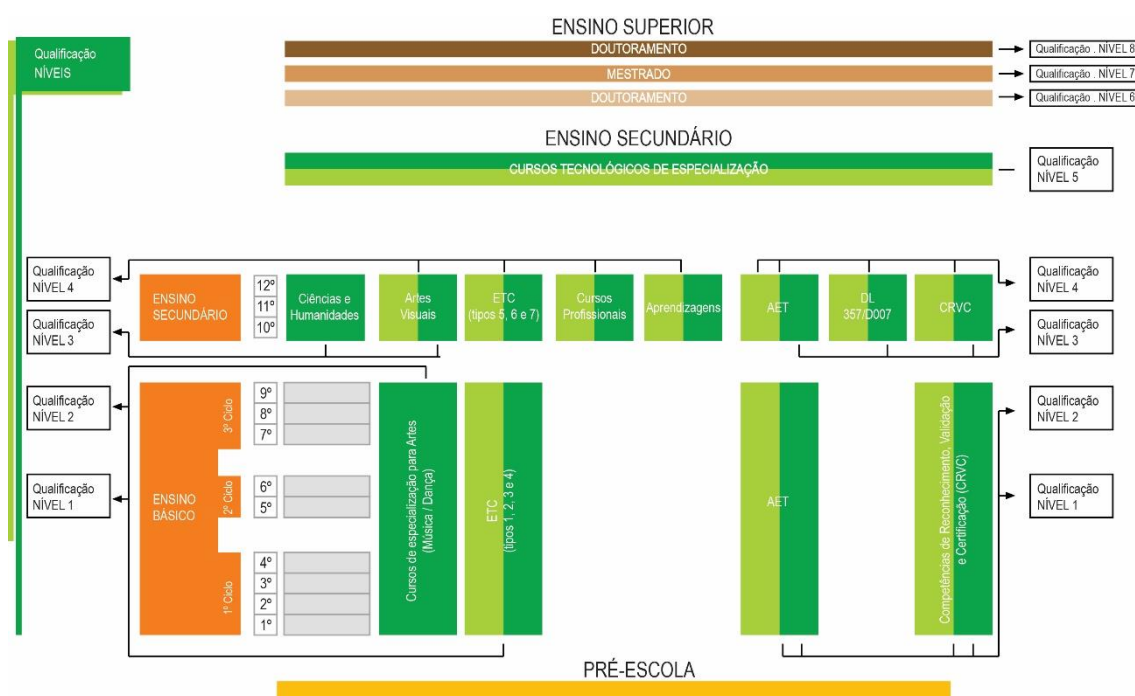 ENSINO SUPERIOR
Qualificação
NÍVEIS
DOUTORAMENTO
Qualificação . NÍVEL 8
MESTRADO
Qualificação . NÍVEL 7
DOUTORAMENTO
Qualificação . NÍVEL 6
ENSINO SECUNDÁRIO
CURSOS TECNOLÓGICOS DE ESPECIALIZAÇÃO
Qualificação
NÍVEL 5
Qualificação
NÍVEL 4
Qualificação
NÍVEL 3
ENSINO
SECUNDÁRIO
12º
11º
10º
Ciências e
Humanidades
Artes
Visuais
ETC
(tipos 5, 6 e 7)
Cursos
Profissionais
Aprendizagens
AET
DL
357/D007
CRVC
Qualificação
NÍVEL 4
Qualificação
NÍVEL 3
Qualificação
NÍVEL 2
Qualificação
NÍVEL 1
ENSINO
BÁSICO
3º Ciclo
2º Ciclo
1º Ciclo
9º
8º
7º
6º
5º
4º
3º
2º
1º
Cursos de especialização para Artes
(Música / Dança)
ETC
(tipos 1, 2, 3 e 4)
AET
Competências de Reconhecimento, Validação
e Certificação (CRVC)
Qualificação
NÍVEL 2
Qualificação
NÍVEL 1
PRÉ-ESCOLA